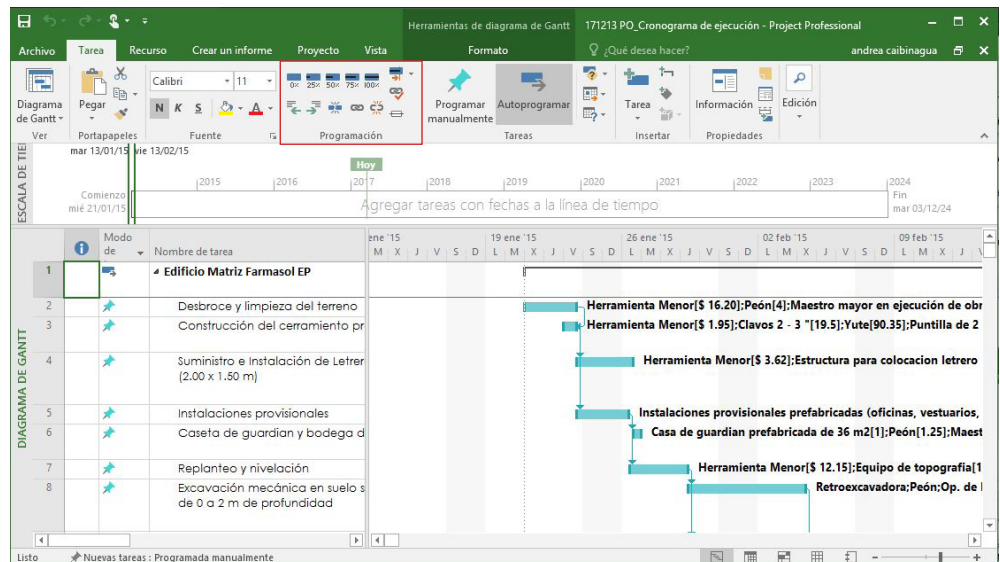 Herramientas de diagrama de Gantt 171213 PO_Cronograma de ejecución - Project Professional
Archivo Tarea Recurso Crear un informe Proyecto Vista Formato ¿Qué desea hacer? andrea caibinagua
Calibri 11
0× 25× 50× 75× 100×
N K S A
Diagrama de Gantt
Pegar
Programar manualmente
Autoprogramar
Tarea
Información
Edición
Ver Portapapeles Fuente Programación Tareas Insertar Propiedades
ESCALA DE TIE
mar 13/01/15 vie 13/02/15
Hoy
2015 2016 2017 2018 2019 2020 2021 2022 2023 2024
Comienzo
mié 21/01/15
Agregar tareas con fechas a la línea de tiempo
Fin
mar 03/12/24
DIAGRAMA DE GANTT
Modo de
Nombre de tarea
ene '15 19 ene '15 26 ene '15 02 feb '15 09 feb '15
M X J V S D L M X J V S D L M X J V S D L M X J V S D L M X J
1 Edificio Matriz Farmasol EP
2 Desbroce y limpieza del terreno Herramienta Menor[$ 16.20];Peón[4];Maestro mayor en ejecución de obr
3 Construcción del cerramiento pr Herramienta Menor[$ 1.95];Clavos 2 - 3 "[19.5];Yute[90.35];Puntilla de 2
4 Suministro e Instalación de Letrer Herramienta Menor[$ 3.62];Estructura para colocacion letrero
(2.00 x 1.50 m)
5 Instalaciones provisionales Instalaciones provisionales prefabricadas (oficinas, vestuarios,
6 Caseta de guardian y bodega d Casa de guardian prefabricada de 36 m2[1];Peón[1.25];Maest
7 Replanteo y nivelación Herramienta Menor[$ 12.15];Equipo de topografia[1
8 Excavación mecánica en suelo s Retroexcavadora;Peón;Op. de
de 0 a 2 m de profundidad
Listo Nuevas tareas : Programada manualmente